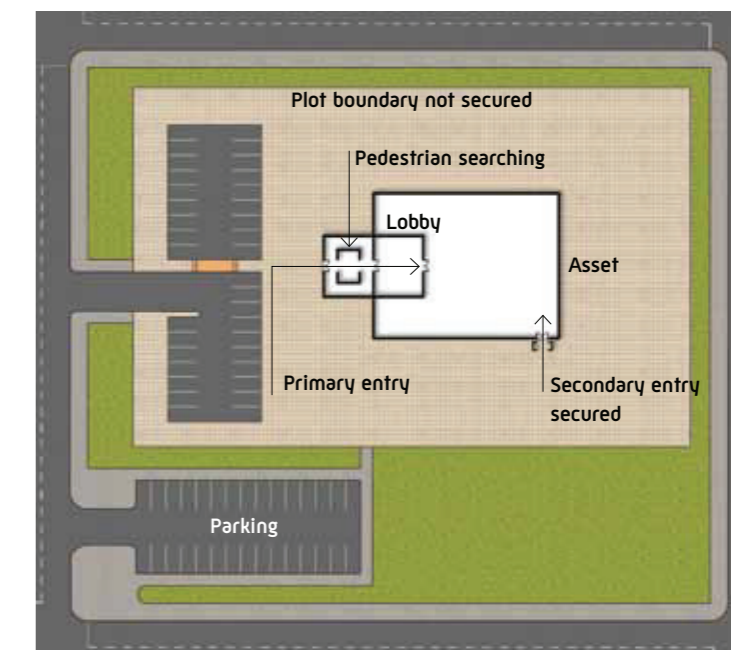 Plot boundary not secured
Pedestrian searching
Lobby
Asset
Primary entry
Secondary entry
secured
Parking